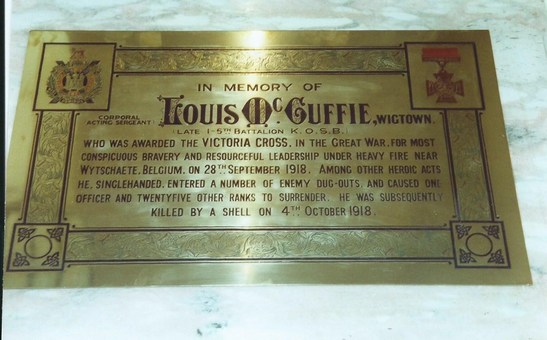 IN MEMORY OF
CORPORAL
ACTING SERGEANT
LOUIS McGUFFIE, WIGTOWN.
(LATE 1-5TH BATTALION K.O.S.B.)
WHO WAS AWARDED THE VICTORIA CROSS, IN THE GREAT WAR, FOR MOST
CONSPICUOUS BRAVERY AND RESOURCEFUL LEADERSHIP UNDER HEAVY FIRE NEAR
WYTSCHAETE, BELGIUM, ON 28TH SEPTEMBER 1918. AMONG OTHER HEROIC ACTS
HE, SINGLEHANDED, ENTERED A NUMBER OF ENEMY DUG-OUTS, AND CAUSED ONE
OFFICER AND TWENTYFIVE OTHER RANKS TO SURRENDER. HE WAS SUBSEQUENTLY
KILLED BY A SHELL ON 4TH OCTOBER 1918.